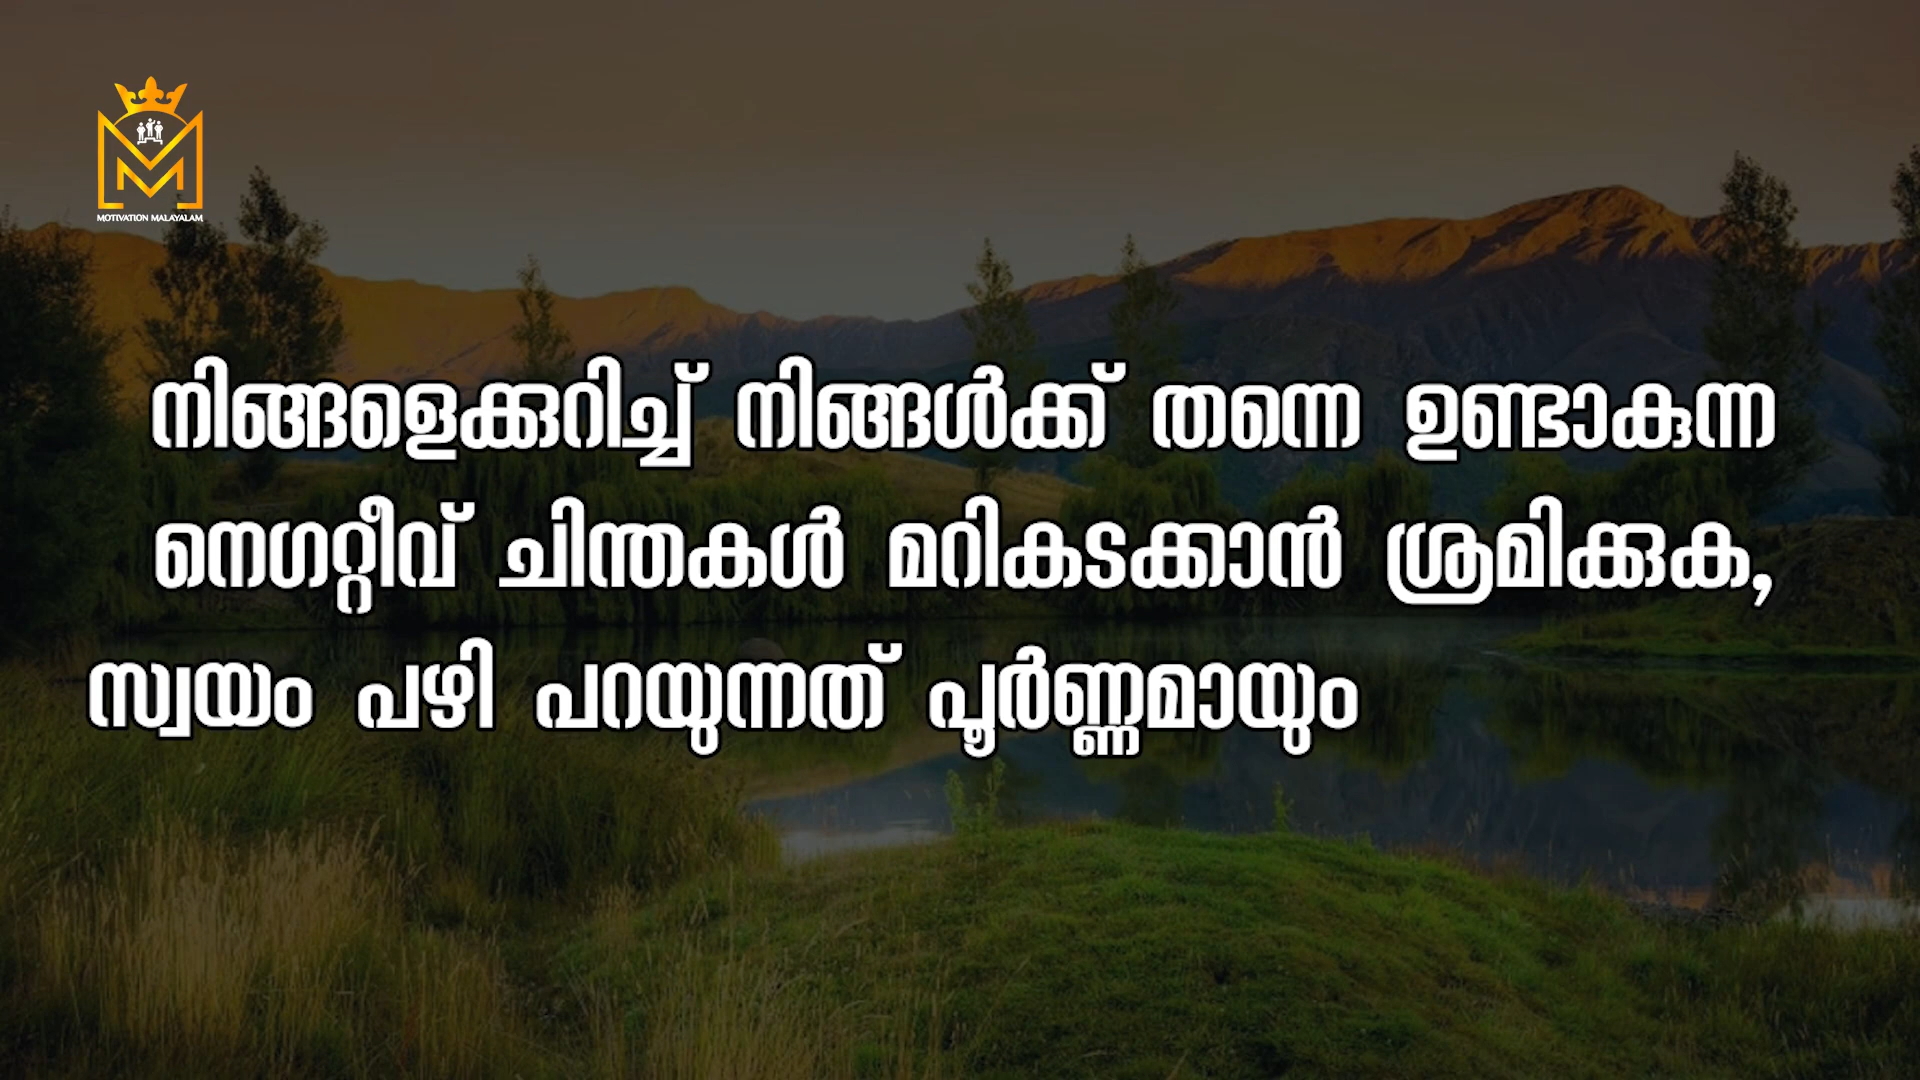 MOTIVATION MALAYALAM
നിങ്ങളെക്കുറിച്ച് നിങ്ങൾക്ക് തന്നെ ഉണ്ടാകുന്ന
നെഗറ്റീവ് ചിന്തകൾ മറികടക്കാൻ ശ്രമിക്കുക,
സ്വയം പഴി പറയുന്നത് പൂർണ്ണമായും